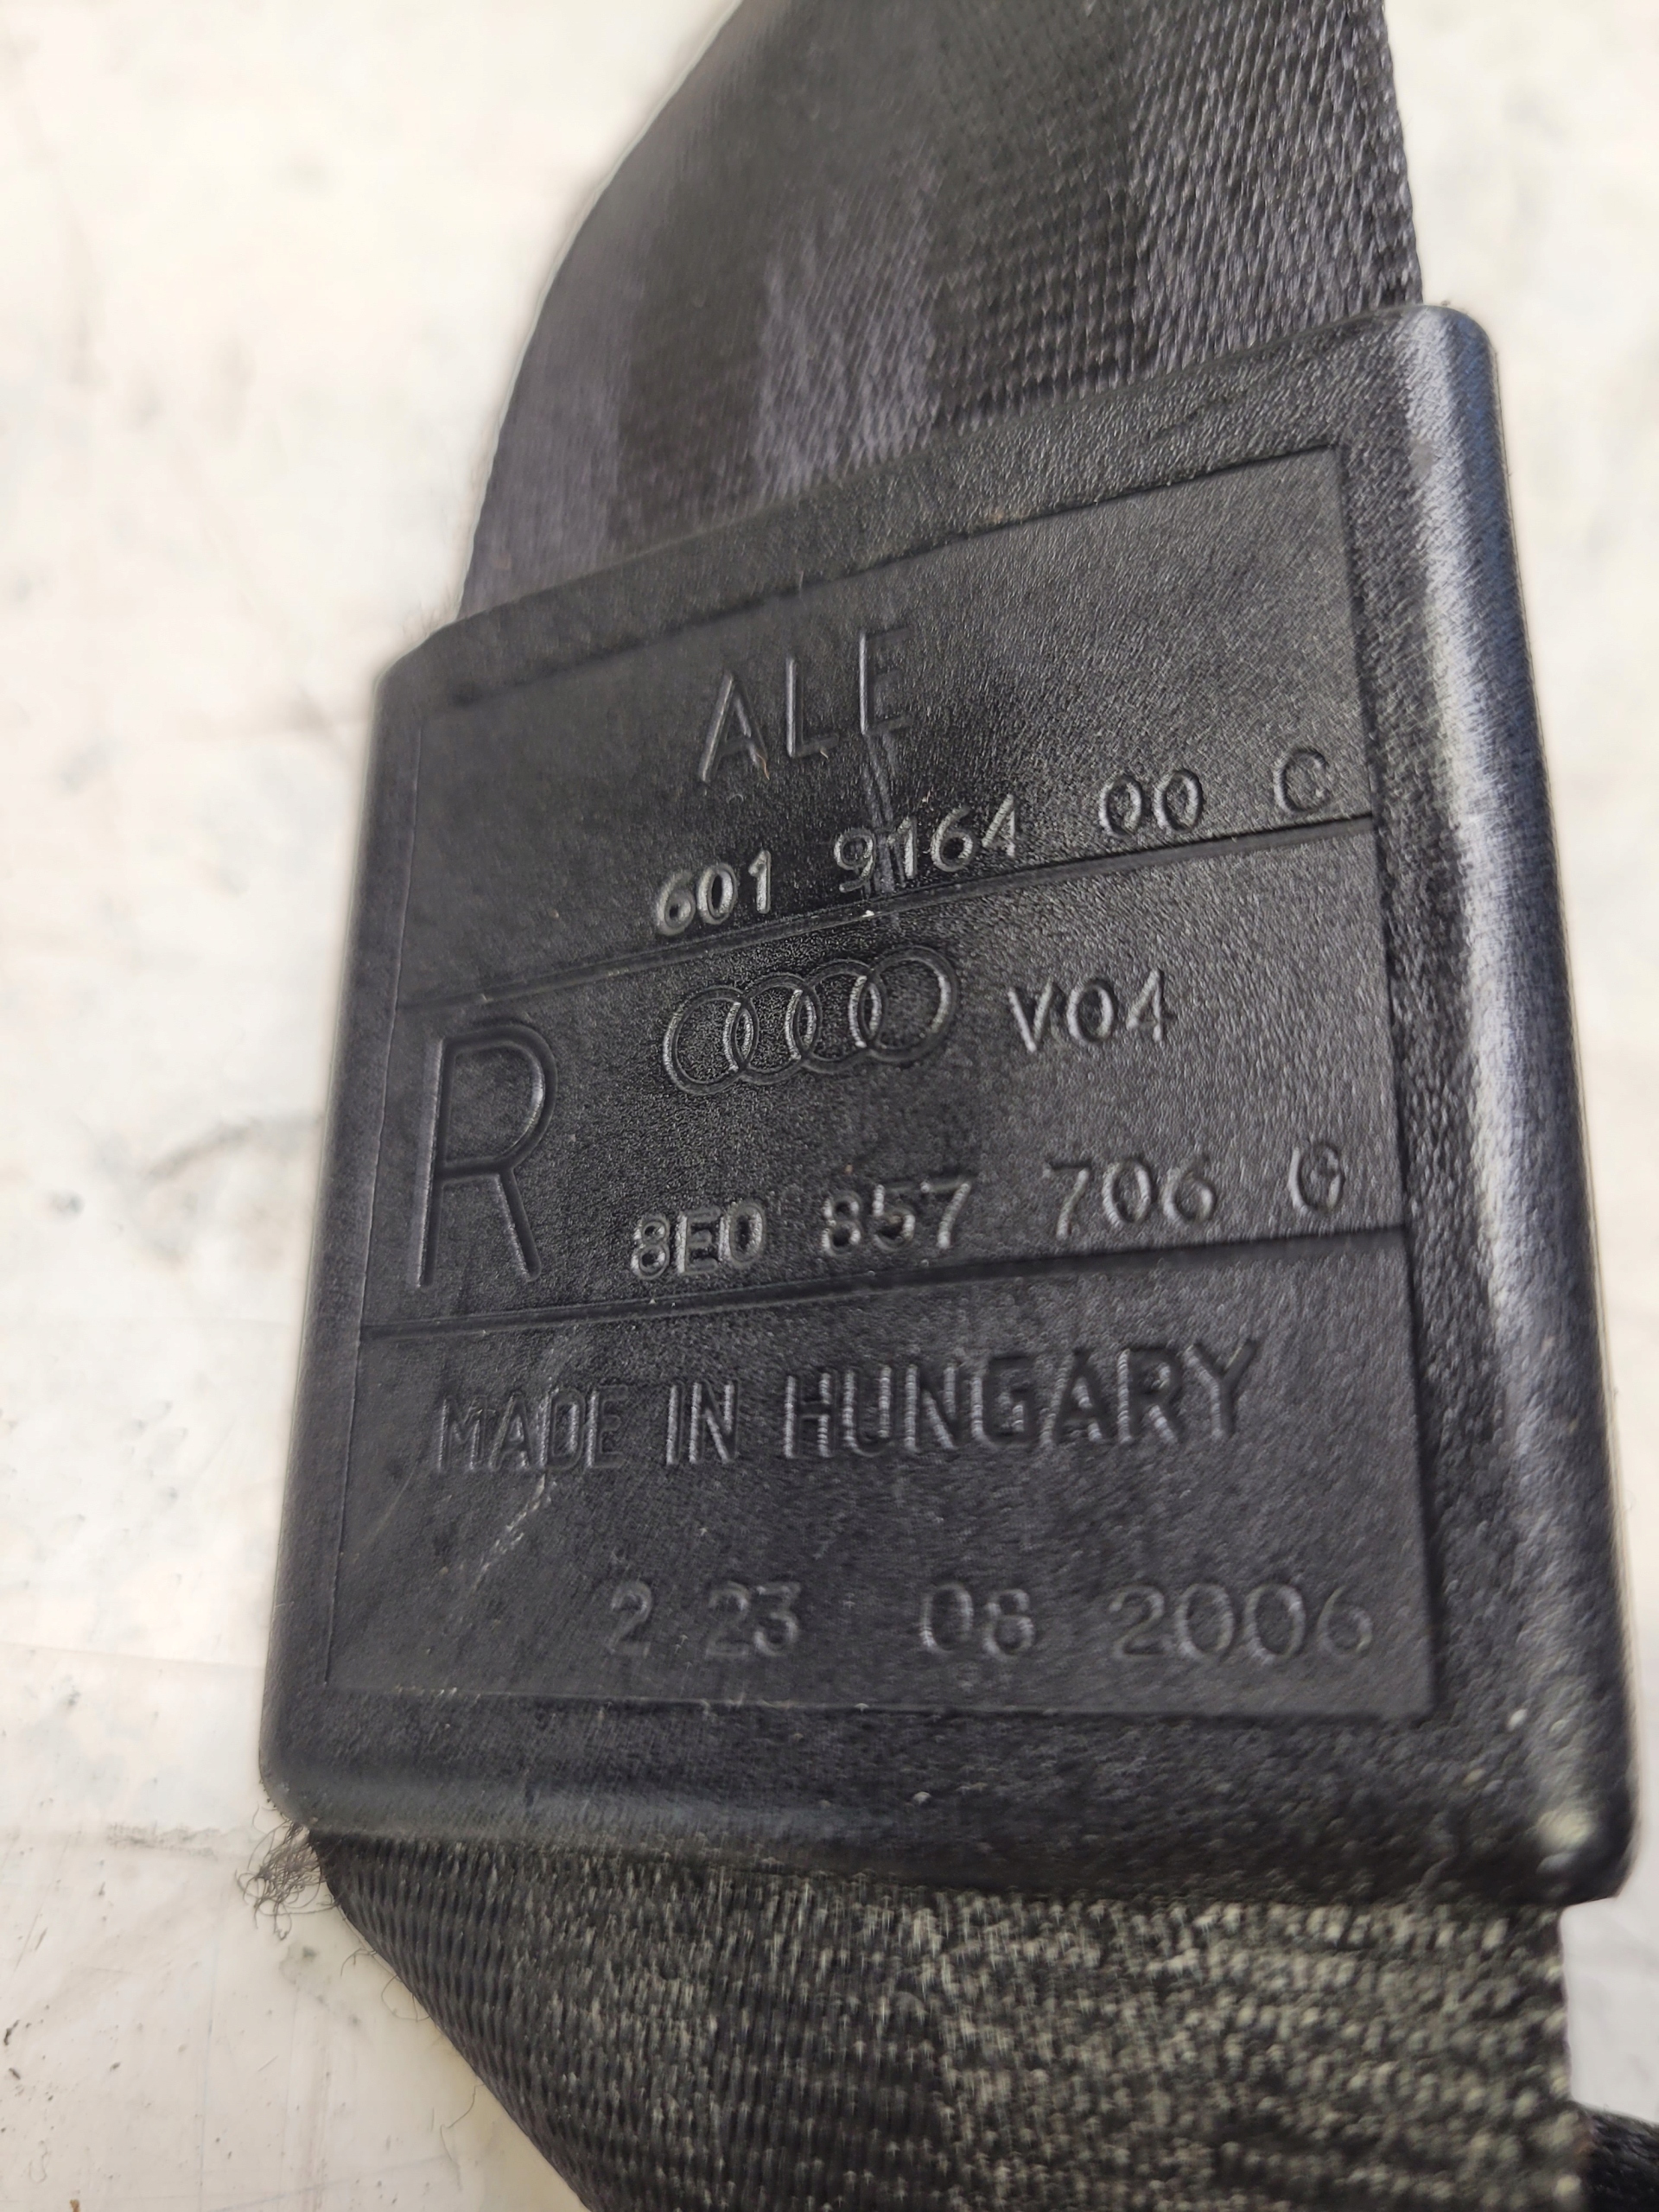 ALE
601 9164 00 C
V04
R
8E0 857 706 G
MADE IN HUNGARY
2 23 08 2006